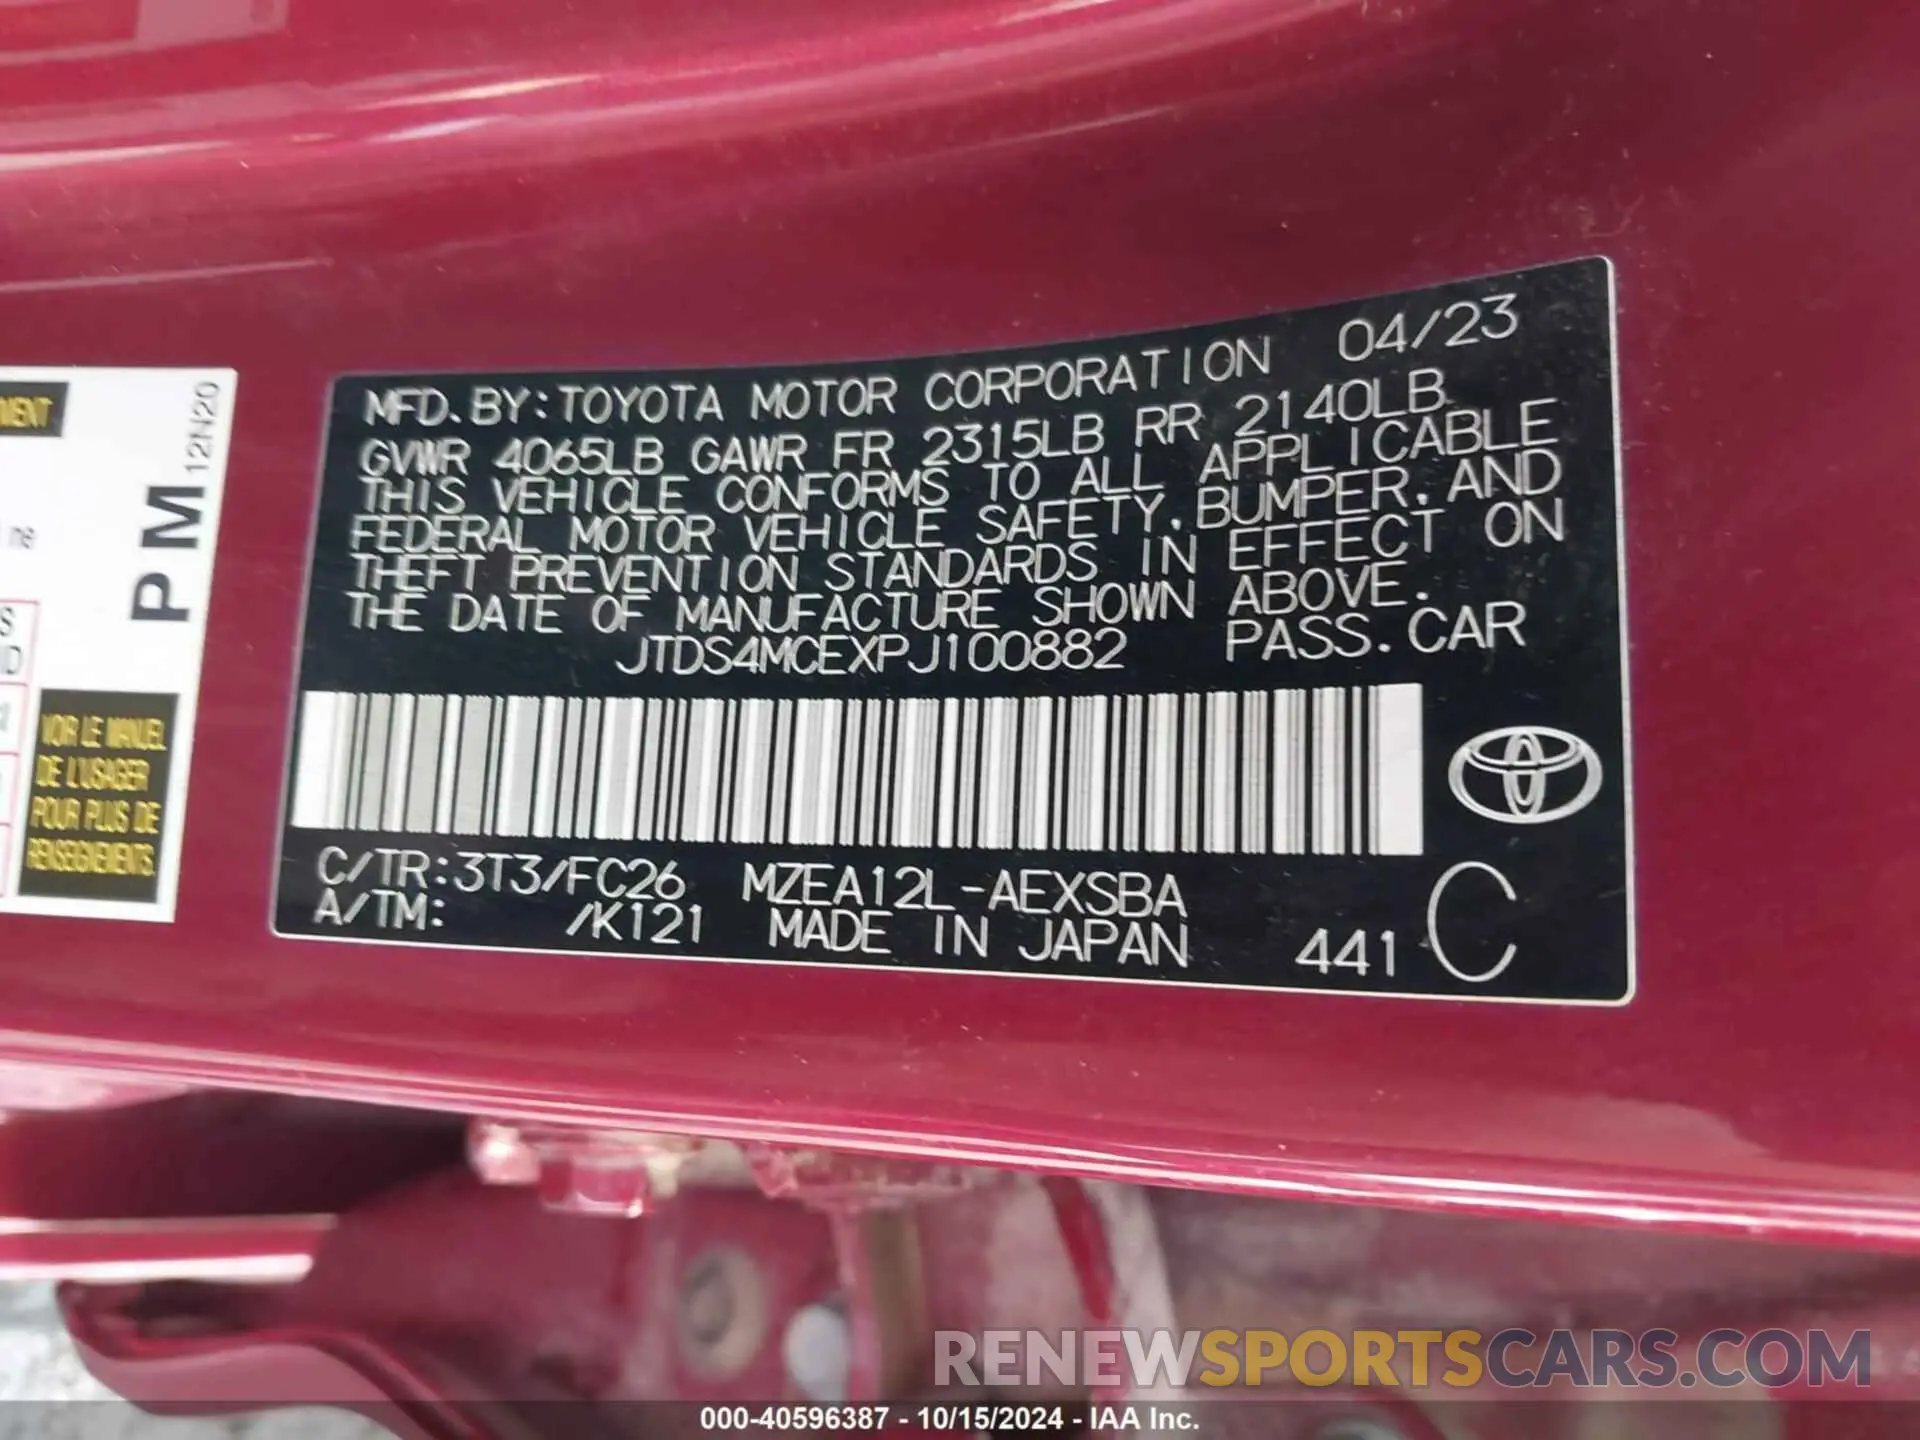 MFD. BY: TOYOTA MOTOR CORPORATION 04/23
GVWR 4065LB GAWR FR 2315LB RR 2140LB
THIS VEHICLE CONFORMS TO ALL APPLICABLE
FEDERAL MOTOR VEHICLE SAFETY, BUMPER, AND
THEFT PREVENTION STANDARDS IN EFFECT ON
THE DATE OF MANUFACTURE SHOWN ABOVE.
JTDS4MCEXPJ100882 PASS. CAR
C/TR:3T3/FC26 MZEA12L-AEXSBA
A/TM: /K121 MADE IN JAPAN 441 C
PM 12N20
ne
VOIR LE MANUEL
DE L'USAGER
POUR PLUS DE
RENSEIGNEMENTS.
RENEWSPORTSCARS.COM
000-40596387 - 10/15/2024 - IAA Inc.